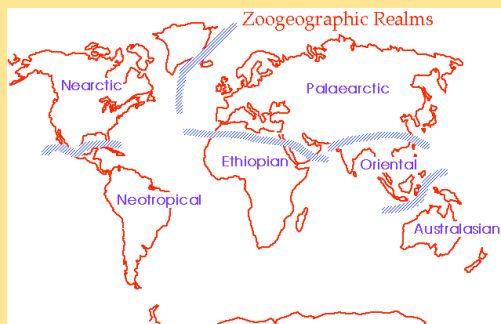 Zoogeographic Realms
Nearctic
Palaearctic
Ethiopian
Oriental
Neotropical
Australasian